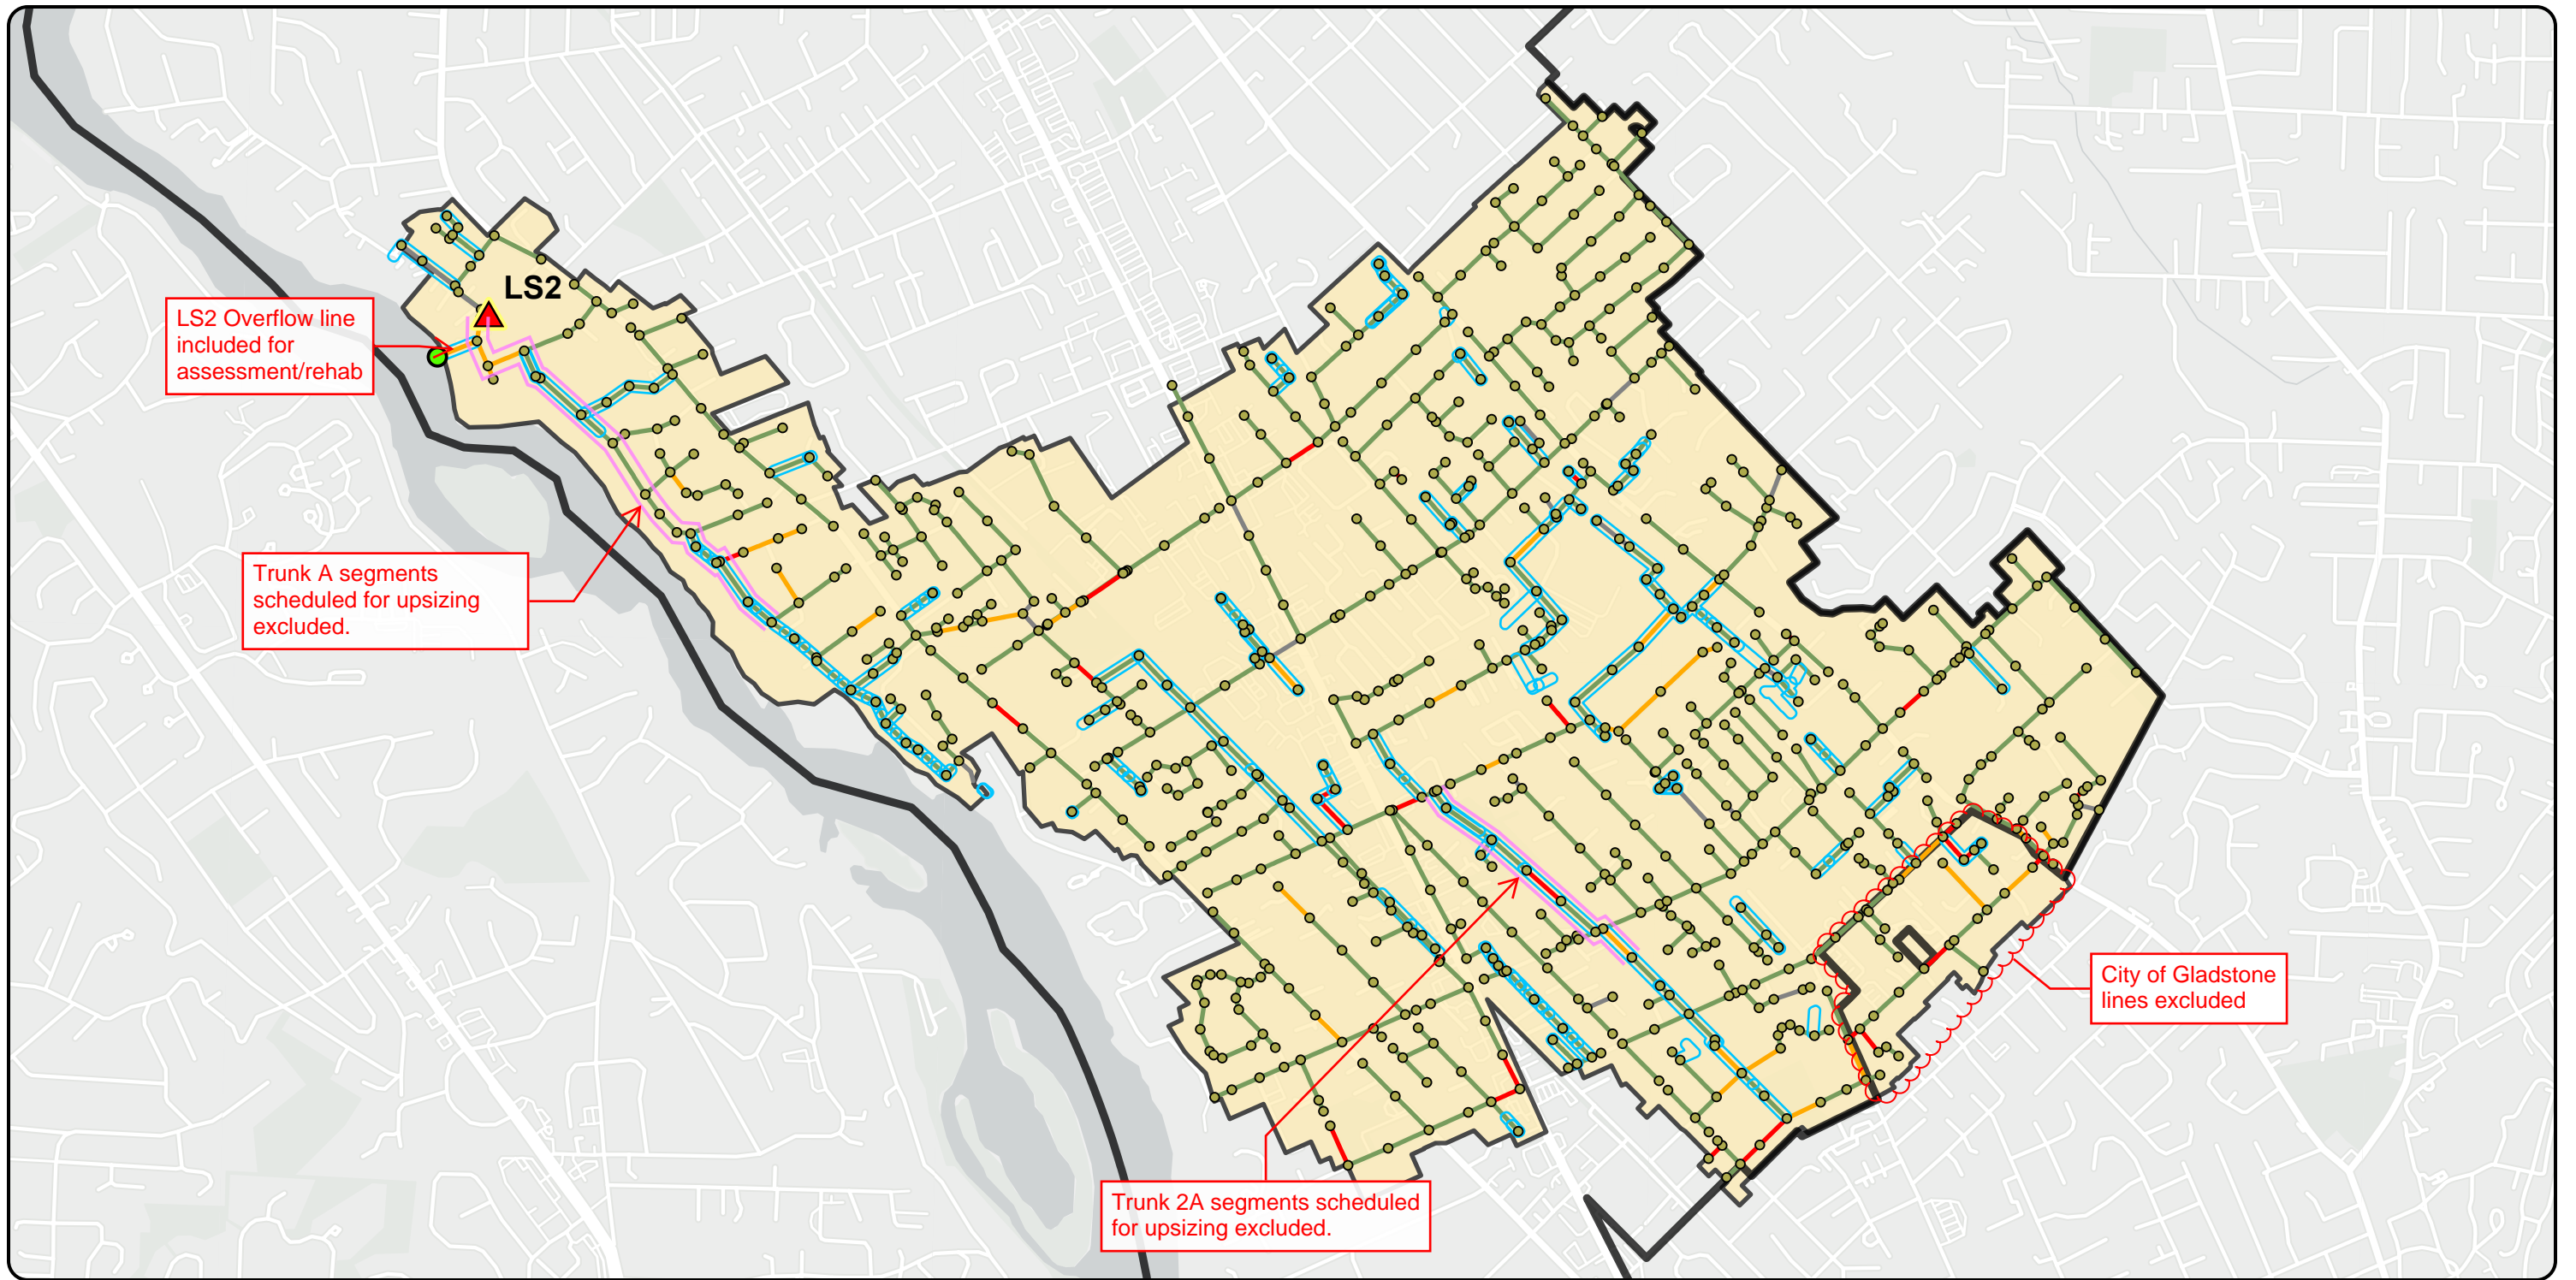 LS2
LS2 Overflow line
included for
assessment/rehab
Trunk A segments
scheduled for upsizing
excluded.
City of Gladstone
lines excluded
Trunk 2A segments scheduled
for upsizing excluded.